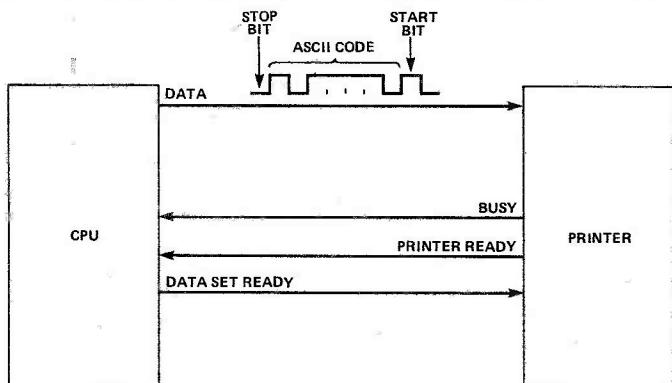 STOP
BIT
START
BIT
ASCII CODE
DATA
BUSY
CPU
PRINTER
PRINTER READY
DATA SET READY